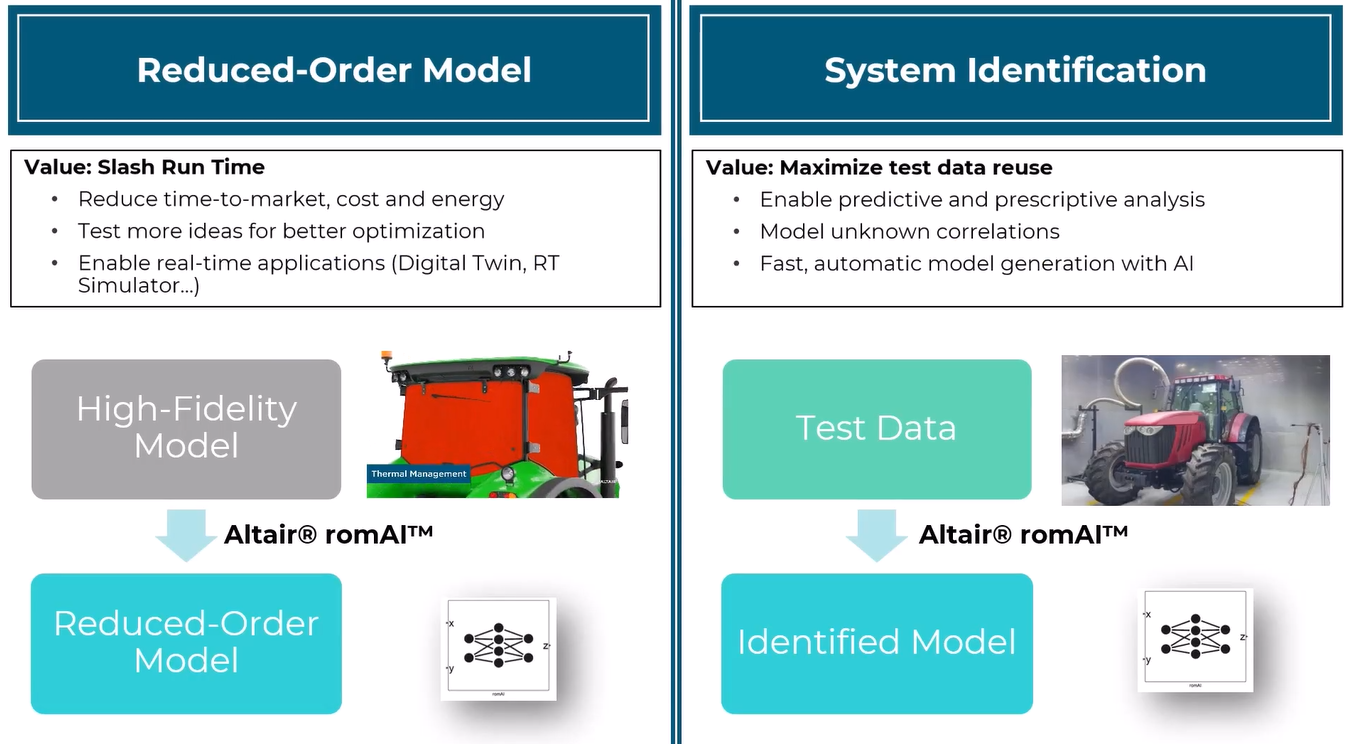 Reduced-Order Model
Value: Slash Run Time
• Reduce time-to-market, cost and energy
• Test more ideas for better optimization
• Enable real-time applications (Digital Twin, RT
Simulator...)
High-Fidelity
Model
Thermal Management
ALTAIR
Altair® romAI™
Reduced-Order
Model
x
y
z
romAI
System Identification
Value: Maximize test data reuse
• Enable predictive and prescriptive analysis
• Model unknown correlations
• Fast, automatic model generation with AI
Test Data
Altair® romAI™
Identified Model
x
y
z
romAI